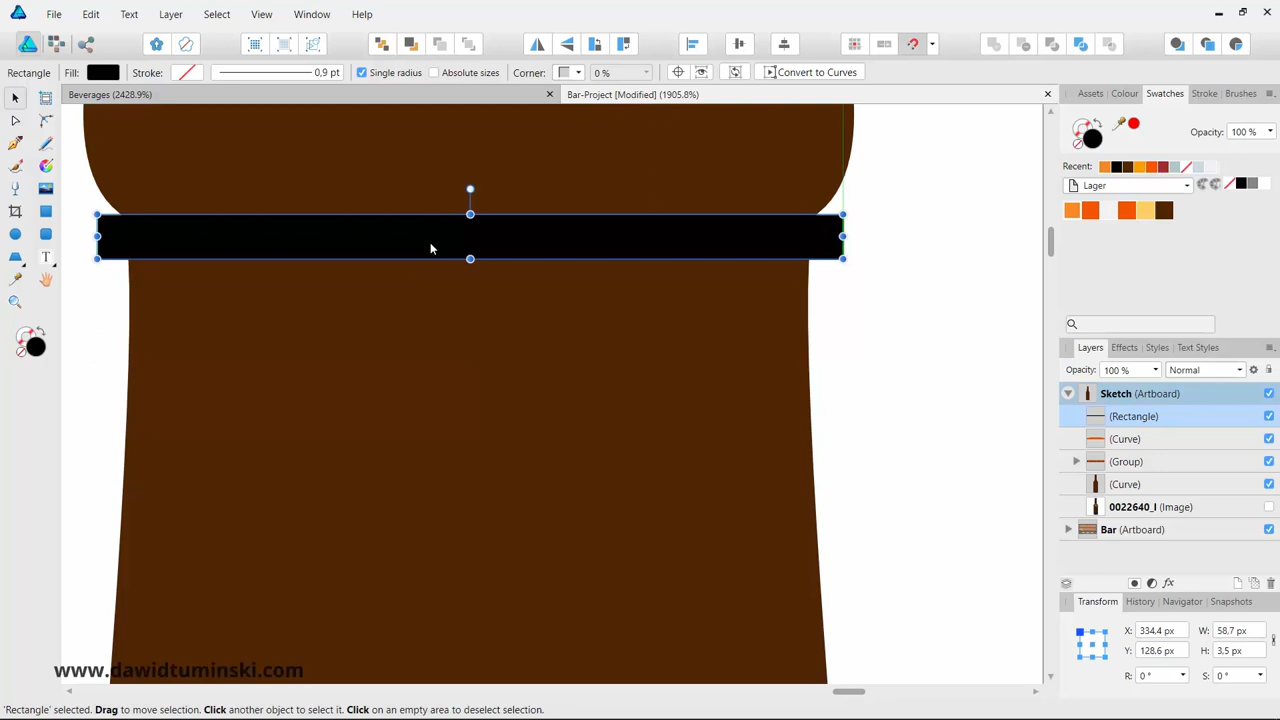 File Edit Text Layer Select View Window Help
Rectangle Fill: Stroke: 0,9 pt Single radius Absolute sizes Corner: 0 % Convert to Curves
Beverages (2428.9%) Bar-Project [Modified] (1905.8%)
Assets Colour Swatches Stroke Brushes
Opacity: 100 %
Recent:
Lager
Layers Effects Styles Text Styles
Opacity: 100 % Normal
Sketch (Artboard)
(Rectangle)
(Curve)
(Group)
(Curve)
0022640_l (Image)
Bar (Artboard)
fx
Transform History Navigator Snapshots
X: 334.4 px W: 58.7 px
Y: 128.6 px H: 3.5 px
R: 0 ° S: 0 °
www.dawidtuminski.com
'Rectangle' selected. Drag to move selection. Click another object to select it. Click on an empty area to deselect selection.